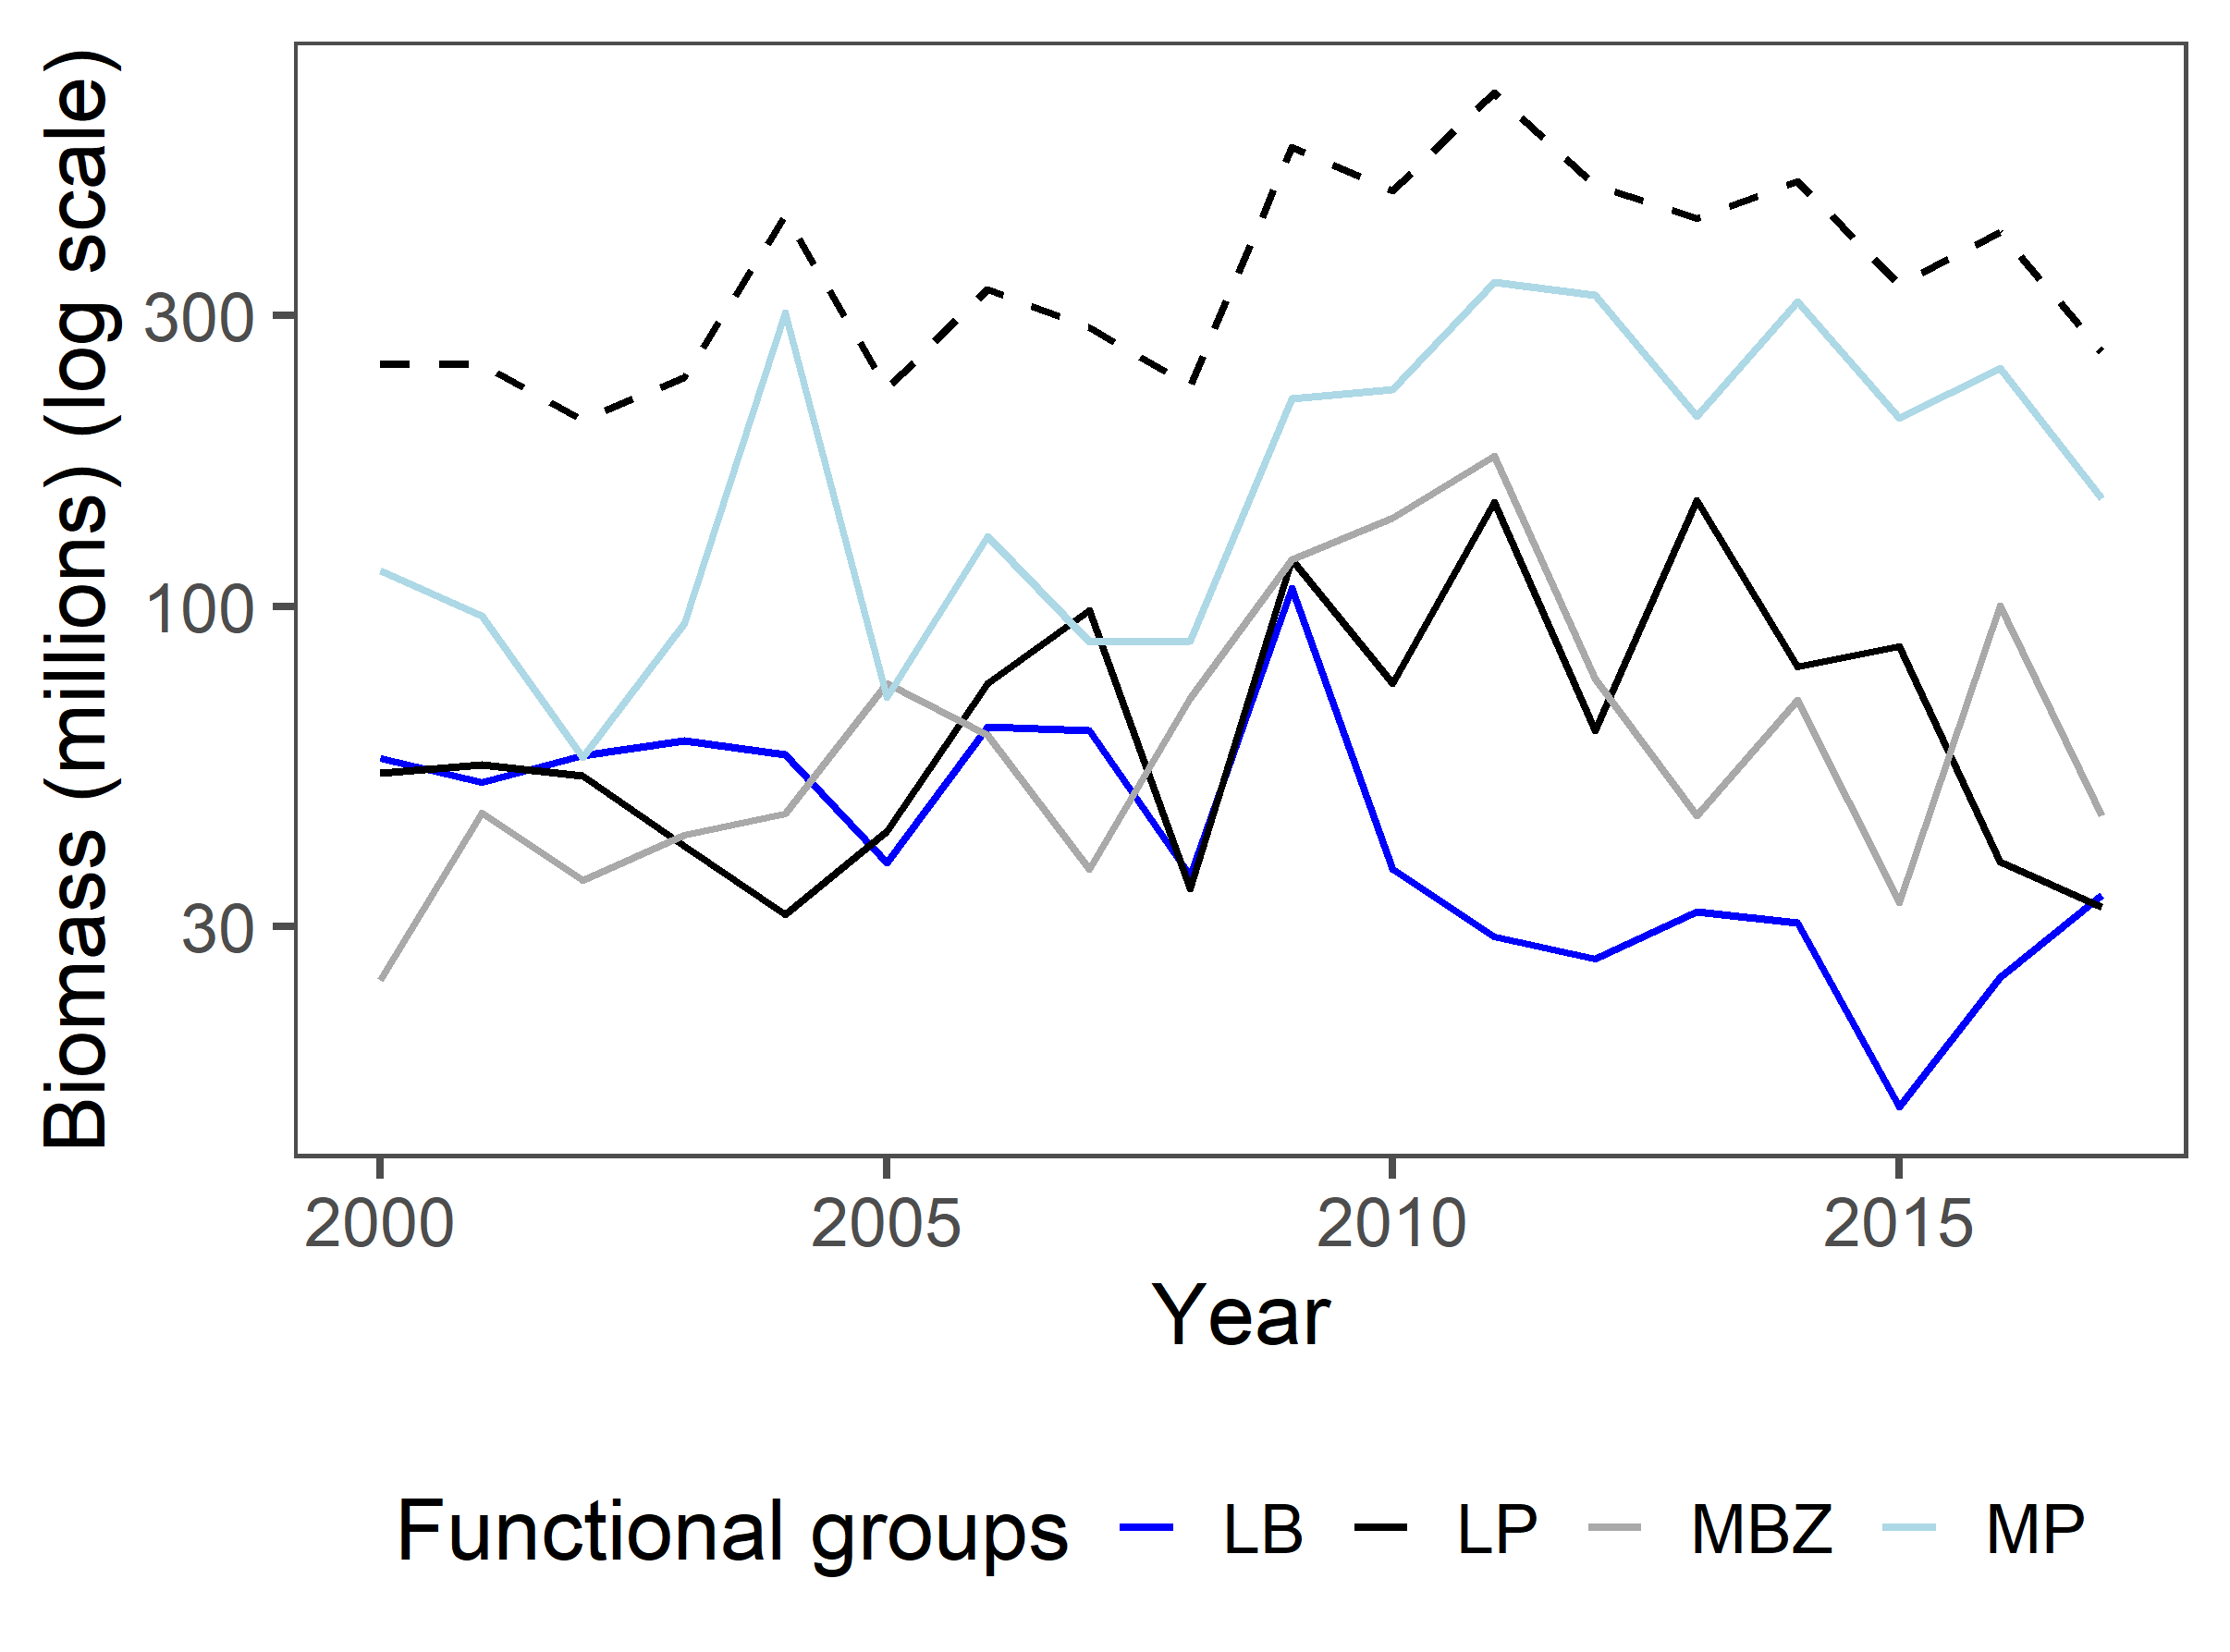 Biomass (millions) (log scale)
300
100
30
2000 2005 2010 2015
Year
Functional groups LB LP MBZ MP